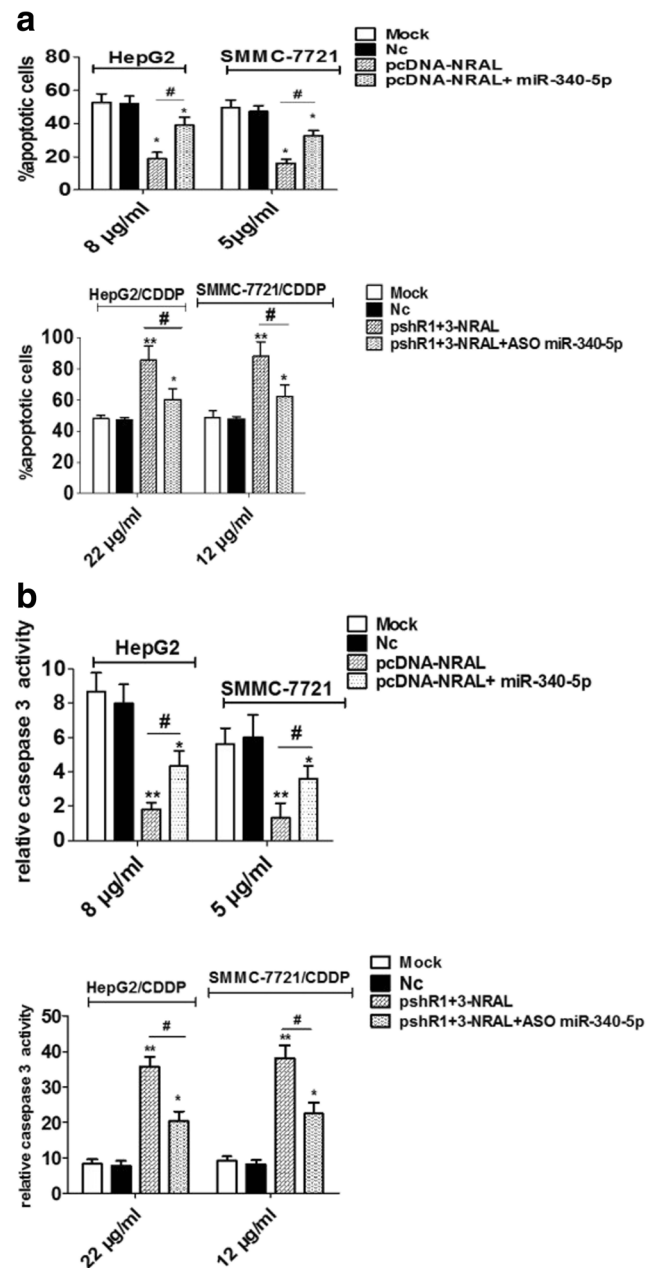 a
HepG2
SMMC-7721
Mock
Nc
pcDNA-NRAL
pcDNA-NRAL+ miR-340-5p
%apoptotic cells
80
60
40
20
0
*
*
#
*
*
#
8 µg/ml
5µg/ml
HepG2/CDDP
SMMC-7721/CDDP
Mock
Nc
pshR1+3-NRAL
pshR1+3-NRAL+ASO miR-340-5p
%apoptotic cells
100
80
60
40
20
0
#
**
*
#
**
*
22 µg/ml
12 µg/ml
b
HepG2
SMMC-7721
Mock
Nc
pcDNA-NRAL
pcDNA-NRAL+ miR-340-5p
relative casepase 3 activity
10
8
6
4
2
0
#
**
*
#
**
*
8 µg/ml
5 µg/ml
HepG2/CDDP
SMMC-7721/CDDP
Mock
Nc
pshR1+3-NRAL
pshR1+3-NRAL+ASO miR-340-5p
relative casepase 3 activity
50
40
30
20
10
0
#
**
*
#
**
*
22 µg/ml
12 µg/ml